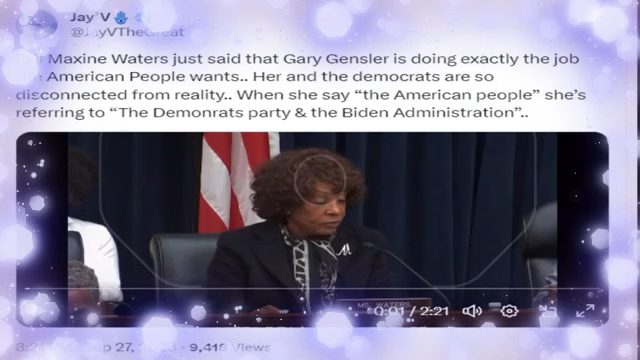 Jay`V
@JayVTheGreat
Maxine Waters just said that Gary Gensler is doing exactly the job
American People wants.. Her and the democrats are so
disconnected from reality.. When she say “the American people” she’s
referring to “The Demonrats party & the Biden Administration”..
MS. WATERS
0:01 / 2:21
Sep 27, 9,418 Views